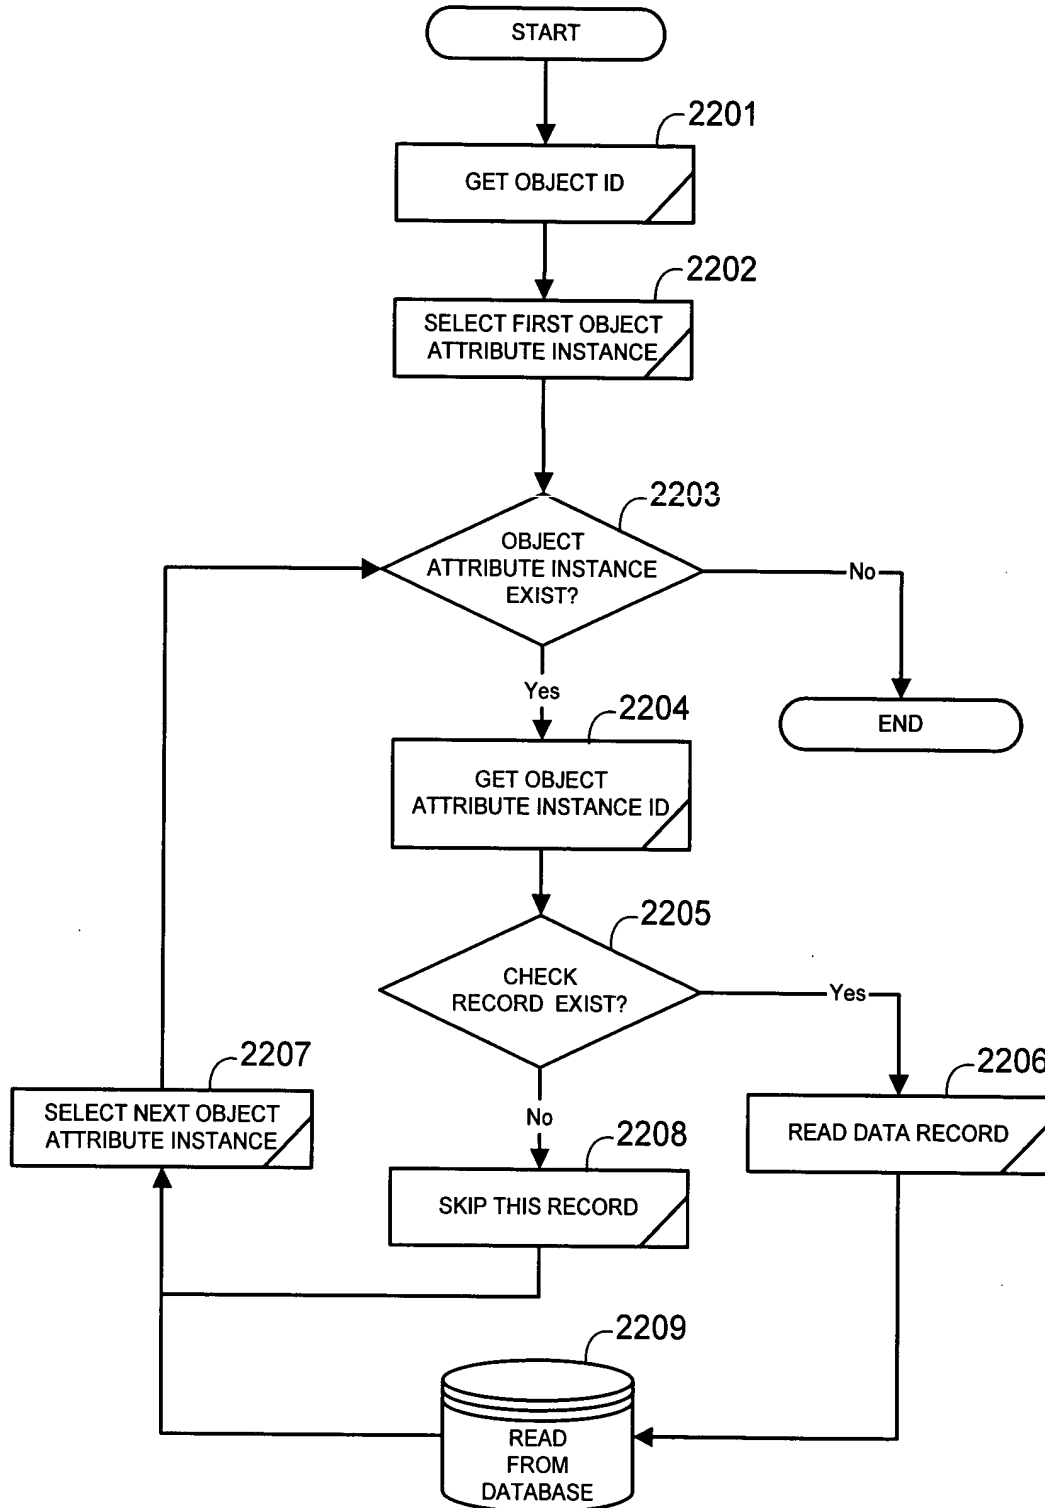 START
2201
GET OBJECT ID
2202
SELECT FIRST OBJECT
ATTRIBUTE INSTANCE
2203
OBJECT
ATTRIBUTE INSTANCE
EXIST?
No
Yes
END
2204
GET OBJECT
ATTRIBUTE INSTANCE ID
2205
CHECK
RECORD EXIST?
Yes
2207
SELECT NEXT OBJECT
ATTRIBUTE INSTANCE
No
2206
READ DATA RECORD
2208
SKIP THIS RECORD
2209
READ
FROM
DATABASE